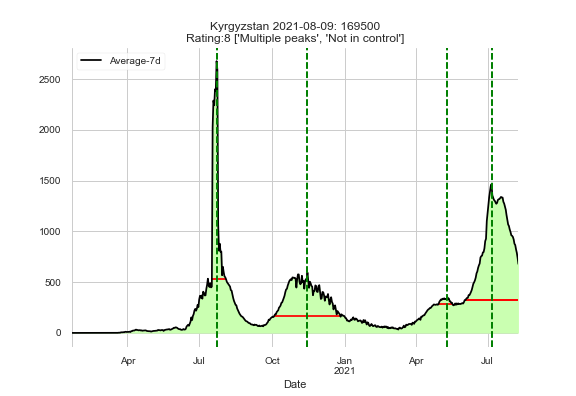 Kyrgyzstan 2021-08-09: 169500
Rating:8 ['Multiple peaks', 'Not in control']
Average-7d
2500
2000
1500
1000
500
0
Apr
Jul
Oct
Jan
2021
Apr
Jul
Date